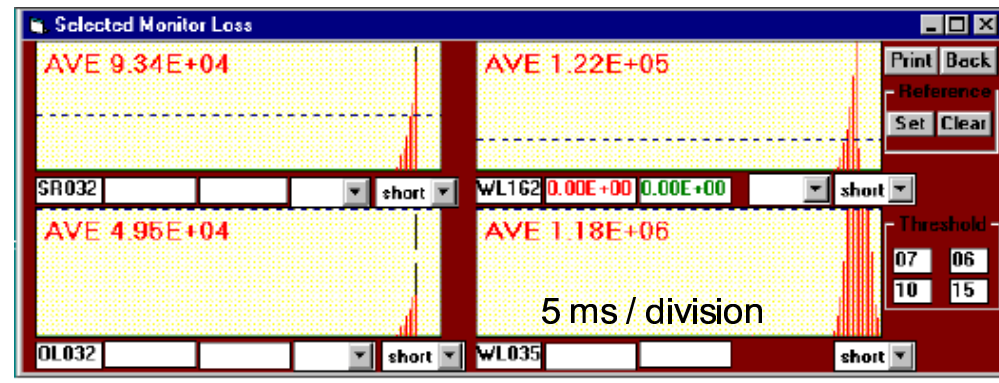 Selected Monitor Loss
AVE 9.34E+04
AVE 1.22E+05
Print Back
Reference
Set Clear
SR032 short
WL162 0.00E+00 0.00E+00 short
AVE 4.95E+04
AVE 1.18E+06
Threshold
07 06
10 15
5 ms / division
OL032 short
WL035 short